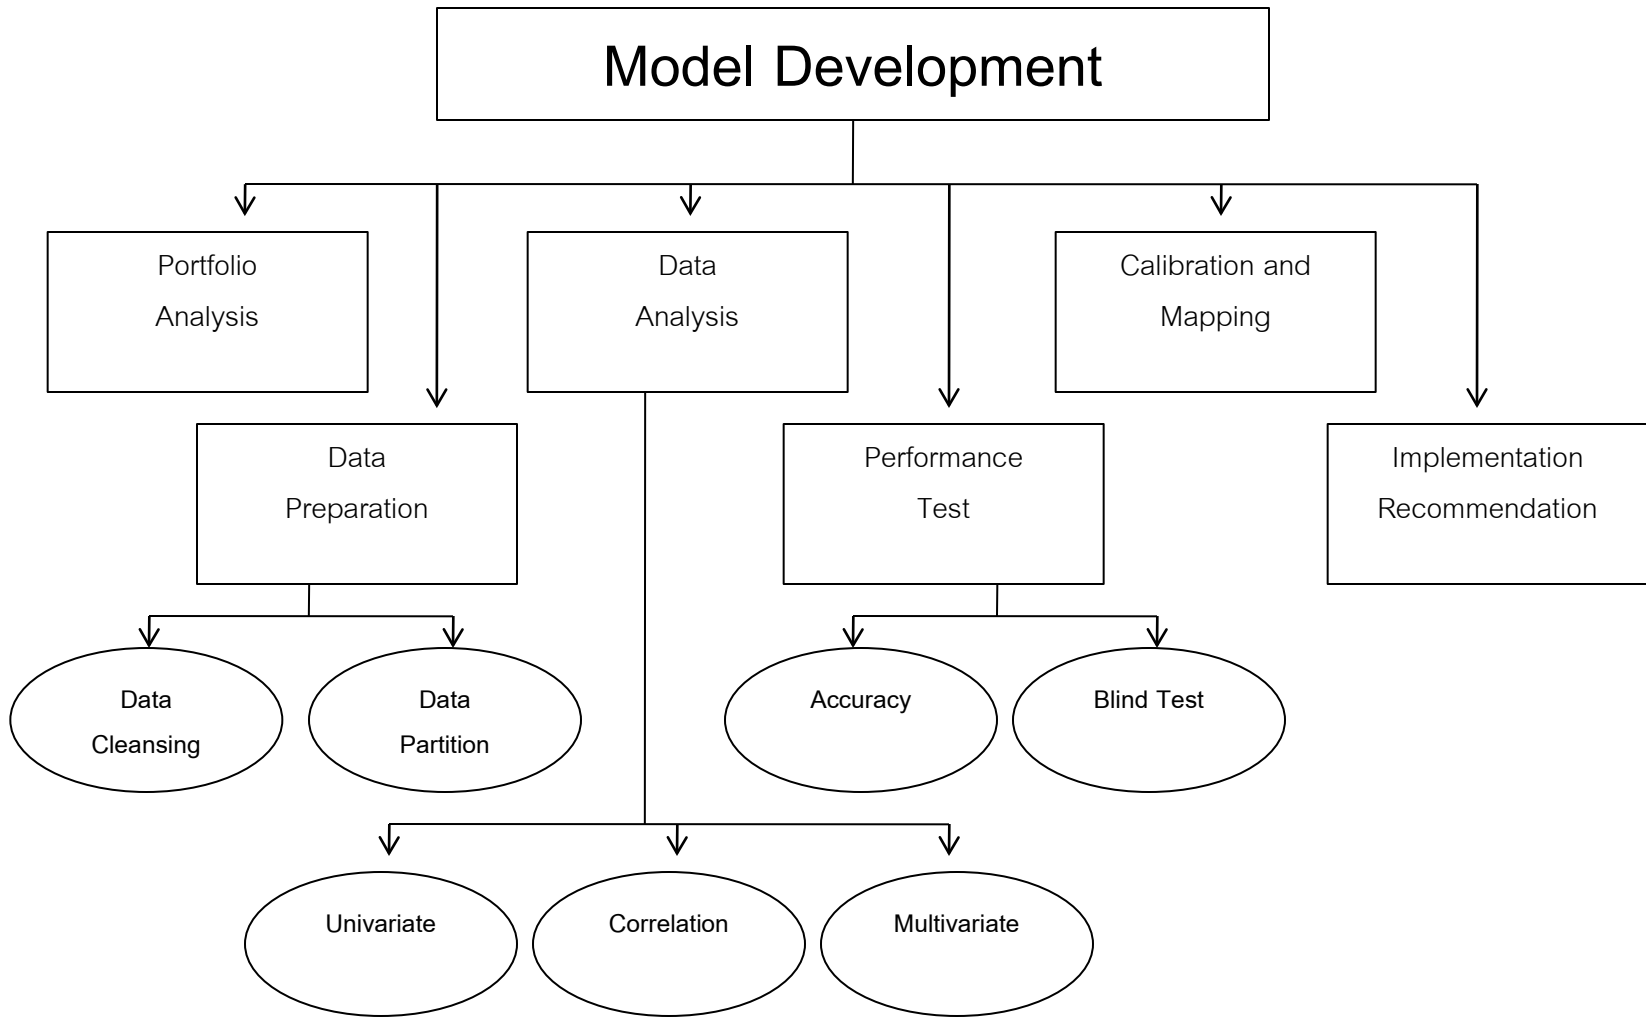 Model Development
Portfolio
Analysis
Data
Analysis
Calibration and
Mapping
Data
Preparation
Performance
Test
Implementation
Recommendation
Data
Cleansing
Data
Partition
Accuracy
Blind Test
Univariate
Correlation
Multivariate